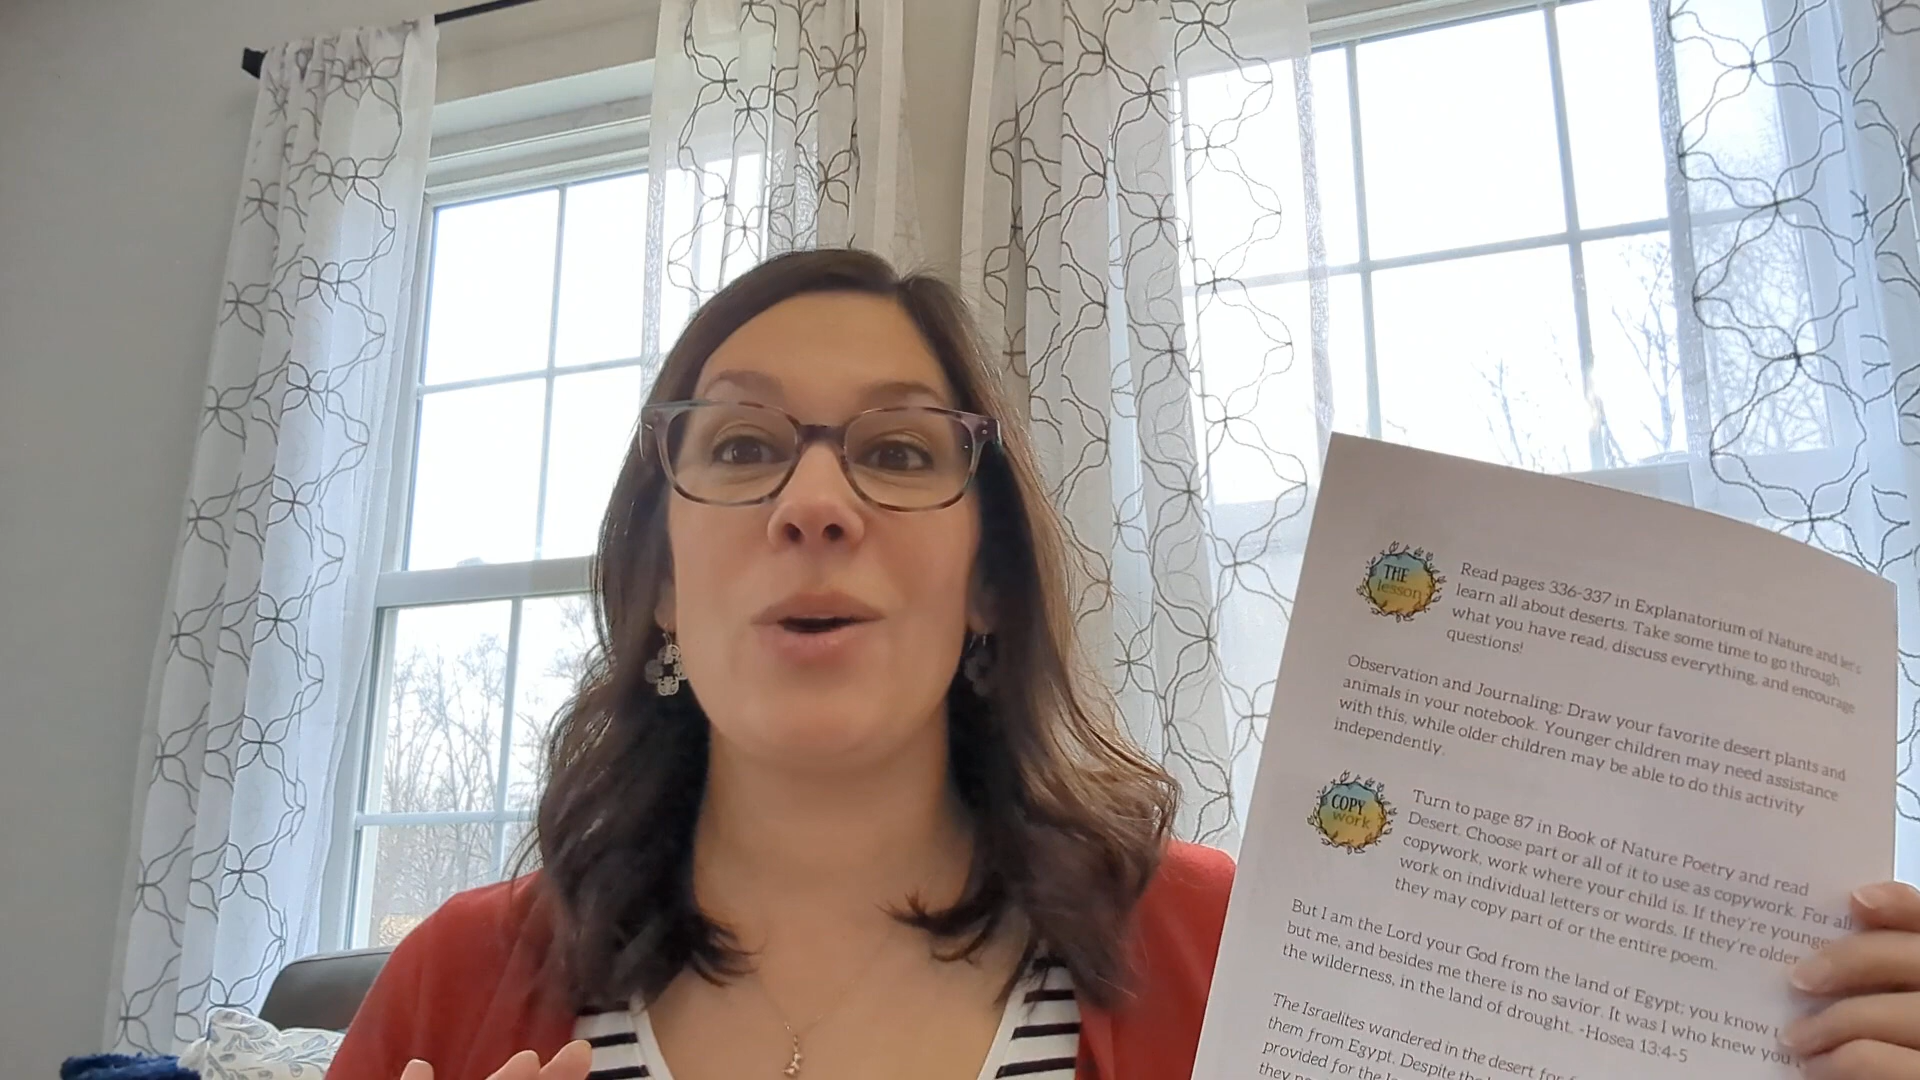 THE
lesson
Read pages 336-337 in Explanatorium of Nature and let's
learn all about deserts. Take some time to go through
what you have read, discuss everything, and encourage
questions!
Observation and Journaling: Draw your favorite desert plants and
animals in your notebook. Younger children may need assistance
with this, while older children may be able to do this activity
independently.
COPY
work
Turn to page 87 in Book of Nature Poetry and read
Desert. Choose part or all of it to use as copywork. For all
copywork, work where your child is. If they're younger
work on individual letters or words. If they're older
they may copy part of or the entire poem.
But I am the Lord your God from the land of Egypt; you know
but me, and besides me there is no savior. It was I who knew you
the wilderness, in the land of drought. -Hosea 13:4-5
The Israelites wandered in the desert for
them from Egypt. Despite
provided for the
they